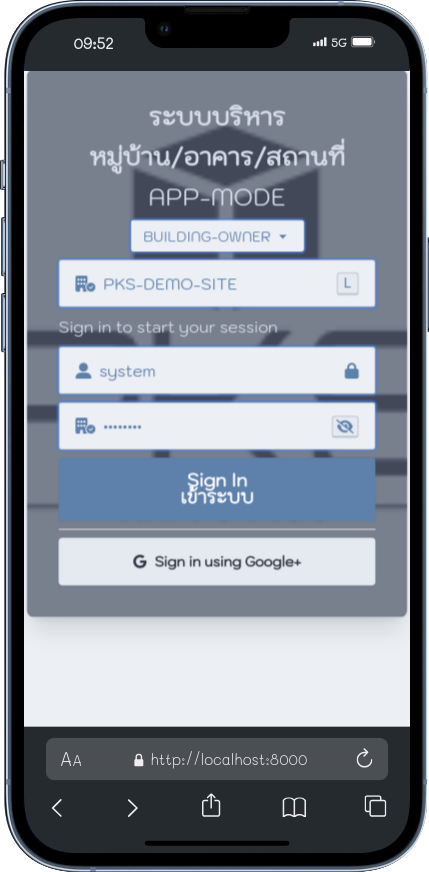 09:52
5G
ระบบบริหาร
หมู่บ้าน/อาคาร/สถานที่
APP-MODE
BUILDING-OWNER
PKS-DEMO-SITE
L
Sign in to start your session
system
••••••••
Sign In
เข้าระบบ
G Sign in using Google+
AA
http://localhost:8000